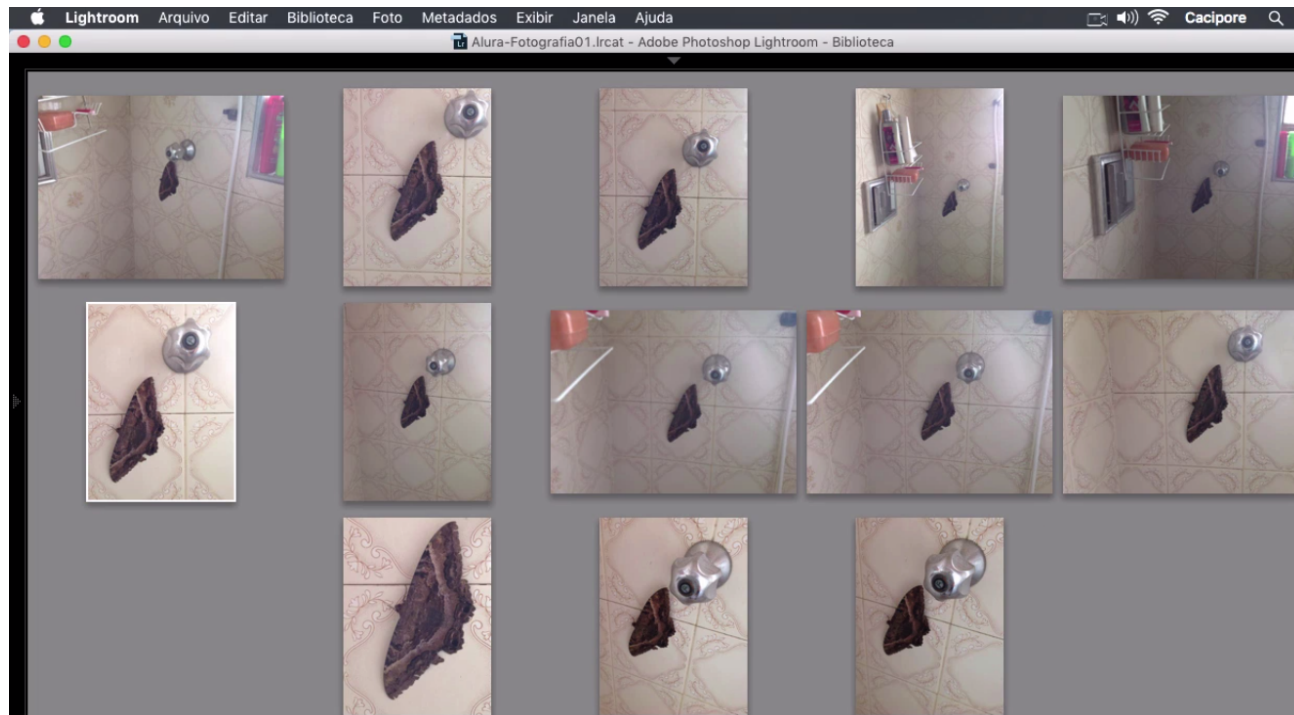 Lightroom Arquivo Editar Biblioteca Foto Metadados Exibir Janela Ajuda Cacipore
Alura-Fotografia01.lrcat - Adobe Photoshop Lightroom - Biblioteca